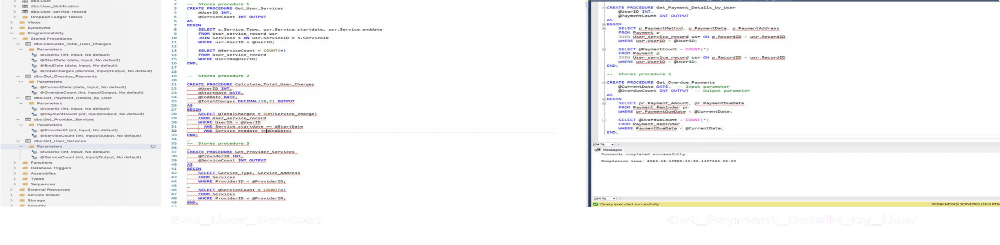 dbo.User
dbo.User_Notification
dbo.User_service_record
Dropped Ledger Tables
Views
Synonyms
Programmability
Stored Procedures
dbo.Calculate_Total_User_Charges
Parameters
@UserID (int, Input, No default)
@StartDate (date, Input, No default)
@EndDate (date, Input, No default)
@TotalCharges (decimal, Input/Output, No default)
dbo.Get_Overdue_Payments
Parameters
@CurrentDate (date, Input, No default)
@OverdueCount (int, Input/Output, No default)
dbo.Get_Payment_Details_by_User
Parameters
@UserID (int, Input, No default)
@PaymentCount (int, Input/Output, No default)
dbo.Get_Provider_Services
Parameters
@ProviderID (int, Input, No default)
@ServiceCount (int, Input/Output, No default)
dbo.Get_User_Services
Parameters
@UserID (int, Input, No default)
@ServiceCount (int, Input/Output, No default)
Functions
Database Triggers
Assemblies
Types
Sequences
External Resources
Service Broker
Storage
Security
2 -- Stores procedure 1
3 CREATE PROCEDURE Get_User_Services
4 @UserID INT,
5 @ServiceCount INT OUTPUT
6 AS
7 BEGIN
8 SELECT s.Service_Type, usr.Service_startdate, usr.Service_enddate
9 FROM User_service_record usr
10 JOIN Services s ON usr.ServiceID = s.ServiceID
11 WHERE usr.UserID = @UserID;
12
13 SELECT @ServiceCount = COUNT(*)
14 FROM User_service_record
15 WHERE UserID=@UserID;
16 END;
17
18
19 -- Stores procedure 2
20
21 CREATE PROCEDURE Calculate_Total_User_Charges
22 @UserID INT,
23 @StartDate DATE,
24 @EndDate DATE,
25 @TotalCharges DECIMAL(10,2) OUTPUT
26 AS
27 BEGIN
28 SELECT @TotalCharges = SUM(Service_charge)
29 FROM User_service_record
30 WHERE UserID = @UserID
31 AND Service_startdate >= @StartDate
32 AND Service_enddate <=@EndDate;
33 END;
34
35 -- Stores procedure 3
36
37 CREATE PROCEDURE Get_Provider_Services
38 @ProviderID INT,
39 @ServiceCount INT OUTPUT
40 AS
41 BEGIN
42 SELECT Service_Type, Service_Address
43 FROM Services
44 WHERE ProviderID = @ProviderID;
45
46 SELECT @ServiceCount = COUNT(*)
47 FROM Services
48 WHERE ProviderID = @ProviderID;
49 END;
Get_User_Services
CREATE PROCEDURE Get_Payment_Details_by_User
@UserID INT,
@PaymentCount INT OUTPUT
AS
BEGIN
SELECT p.PaymentMethod, p.PaymentDate, p.PaymentAddress
FROM Payment p
JOIN User_service_record usr ON p.RecordID = usr.RecordID
WHERE usr.UserID = @UserID;
SELECT @PaymentCount = COUNT(*)
FROM Payment p
JOIN User_service_record usr ON p.RecordID = usr.RecordID
WHERE usr.UserID = @UserID;
END;
-- Stores procedure 5
CREATE PROCEDURE Get_Overdue_Payments
@CurrentDate DATE, -- Input parameter
@OverdueCount INT OUTPUT -- Output parameter
AS
BEGIN
SELECT pr.Payment_Amount, pr.PaymentDueDate
FROM Payment_Reminder pr
WHERE pr.PaymentDueDate < @CurrentDate;
SELECT @OverdueCount = COUNT(*)
FROM Payment_Reminder
WHERE PaymentDueDate < @CurrentDate;
END;
104 %
Messages
Commands completed successfully.
Completion time: 2024-12-10T23:10:33.1407555-05:00
104 %
Query executed successfully.
VEDA\MSSQLSERVER03 (16.0 RTM
Get_Payment_Details_by_User